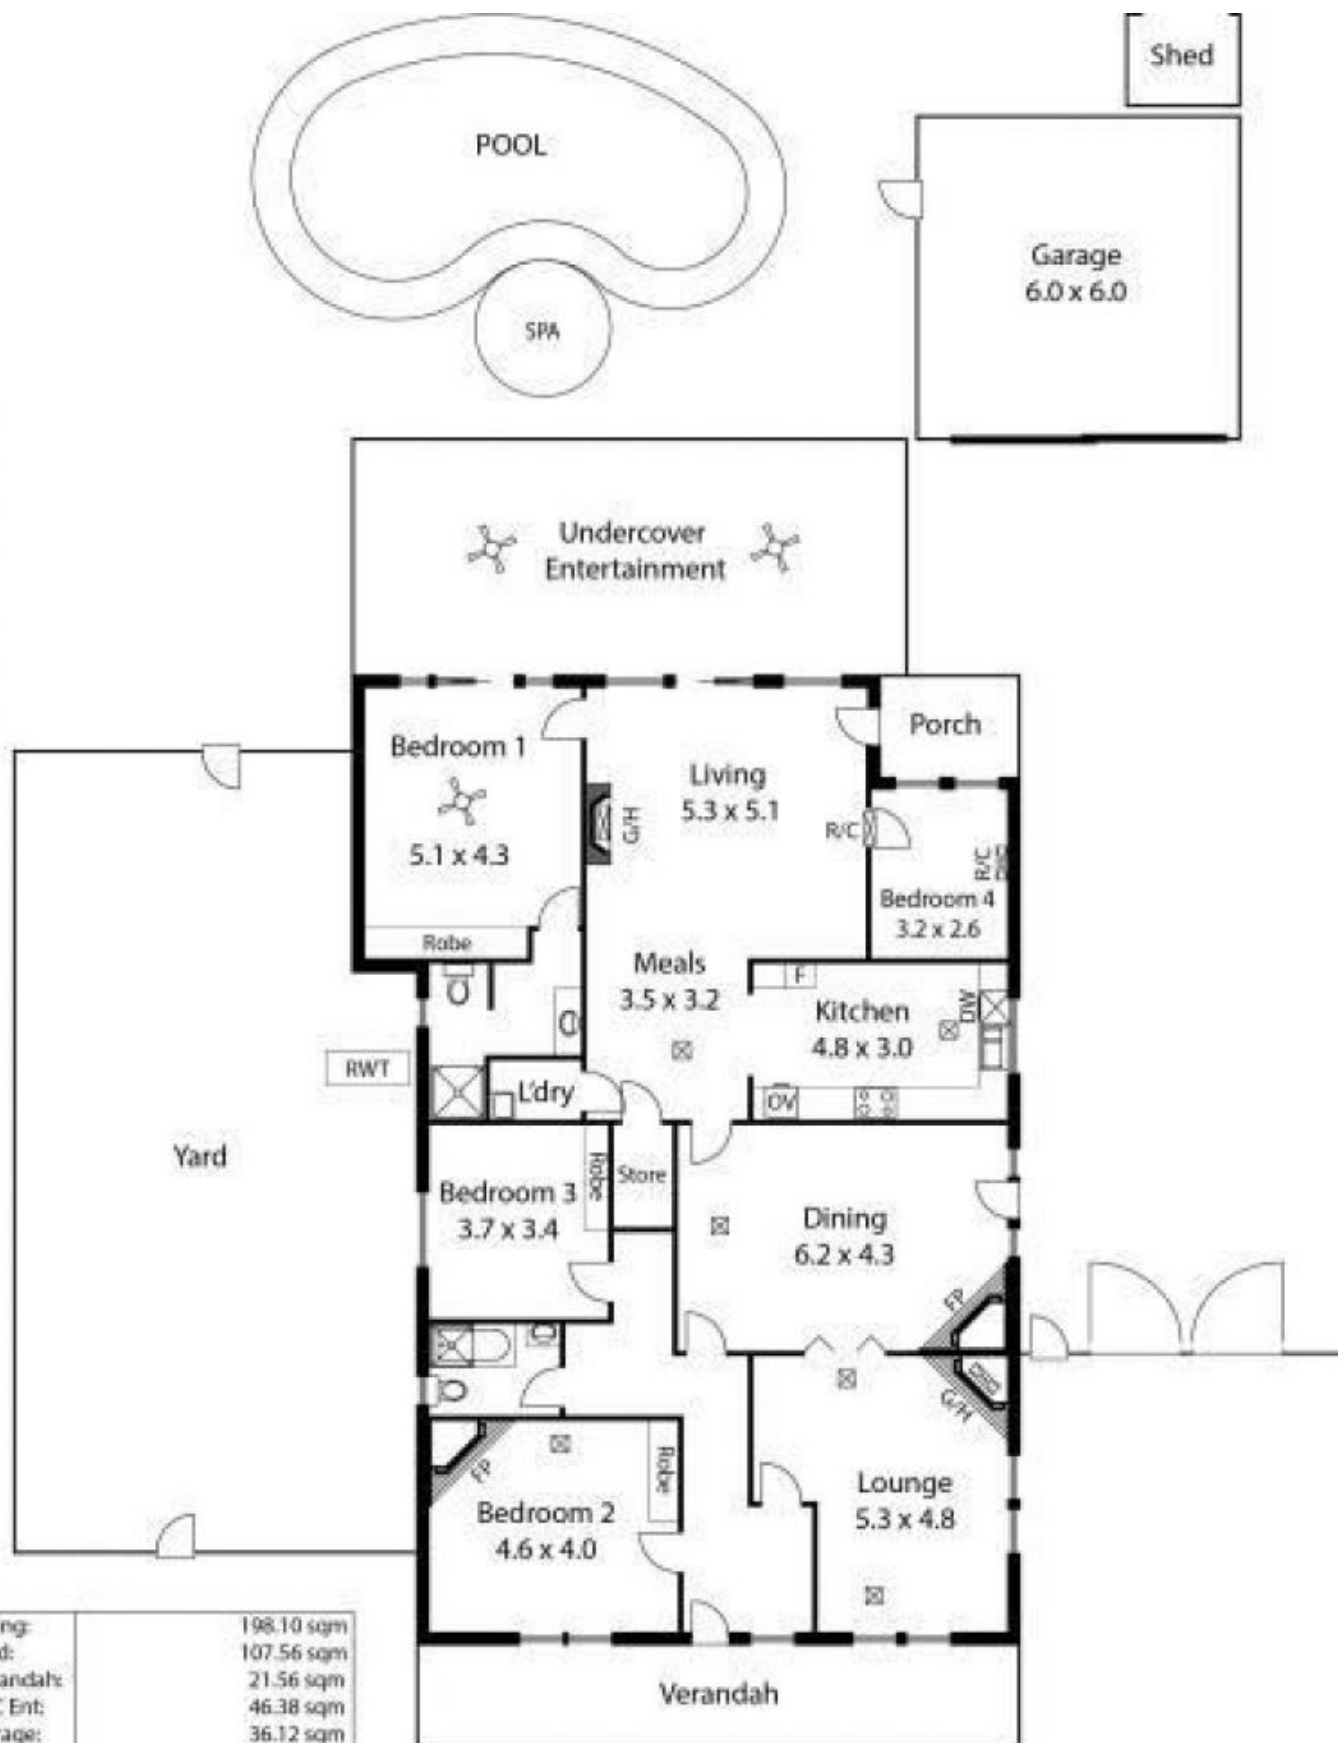 Shed
POOL
Garage
6.0 x 6.0
SPA
Undercover
Entertainment
Porch
Bedroom 1
5.1 x 4.3
Living
5.3 x 5.1
G/H
R/C
R/C
Bedroom 4
3.2 x 2.6
Robe
Meals
3.5 x 3.2
F
Kitchen
4.8 x 3.0
DW
RWT
L'dry
OV
Yard
Bedroom 3
3.7 x 3.4
Robe
Store
Dining
6.2 x 4.3
FP
G/H
FP
Robe
Bedroom 2
4.6 x 4.0
Lounge
5.3 x 4.8
Verandah
ng: 198.10 sqm
d: 107.56 sqm
andah: 21.56 sqm
C Ent: 46.38 sqm
rage: 36.12 sqm